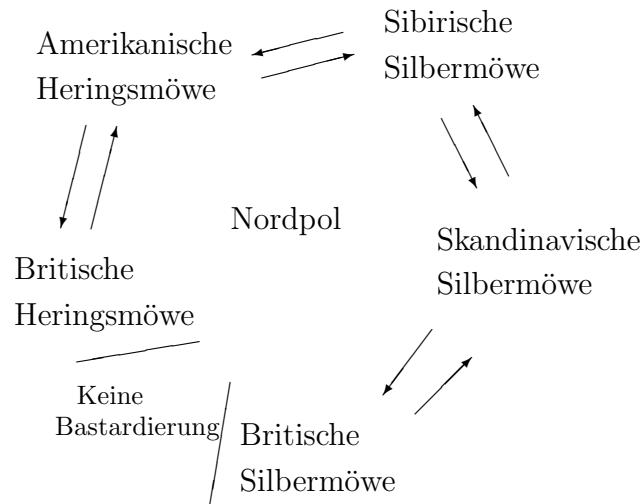 Amerikanische
Heringsmöwe
Sibirische
Silbermöwe
Nordpol
Skandinavische
Silbermöwe
Britische
Heringsmöwe
Keine
Bastardierung
Britische
Silbermöwe